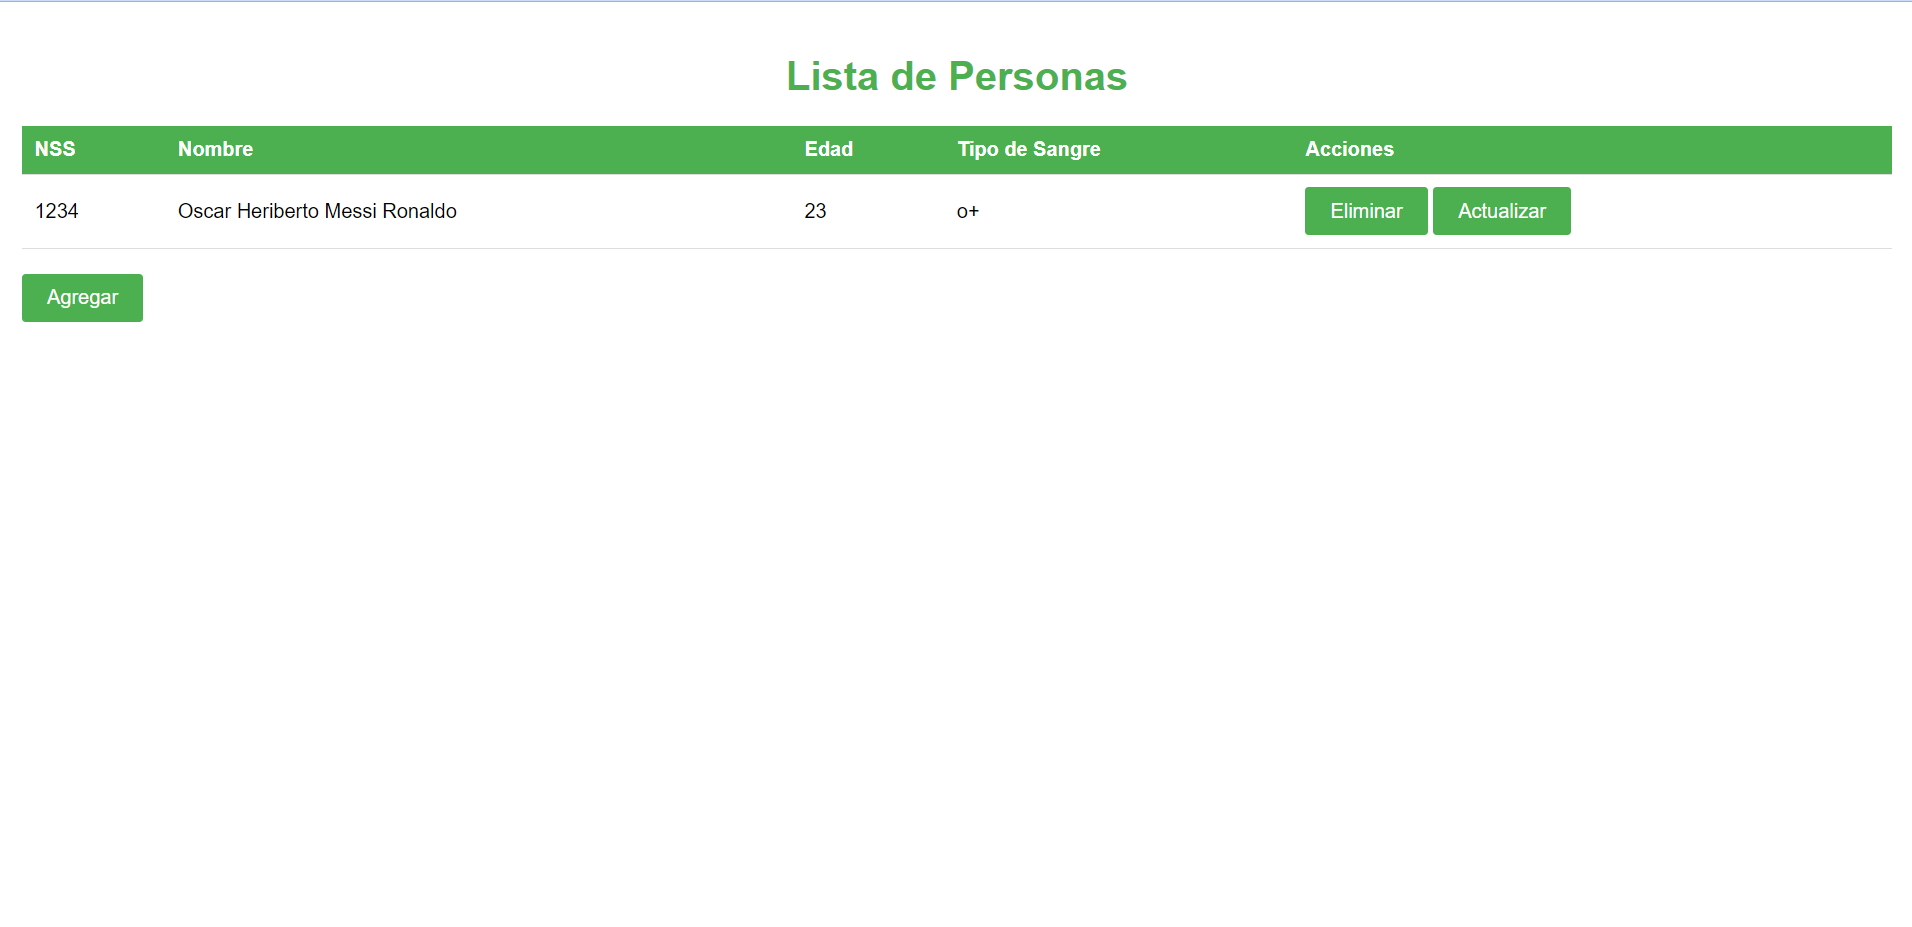 Lista de Personas
NSS Nombre Edad Tipo de Sangre Acciones
1234 Oscar Heriberto Messi Ronaldo 23 o+ Eliminar Actualizar
Agregar